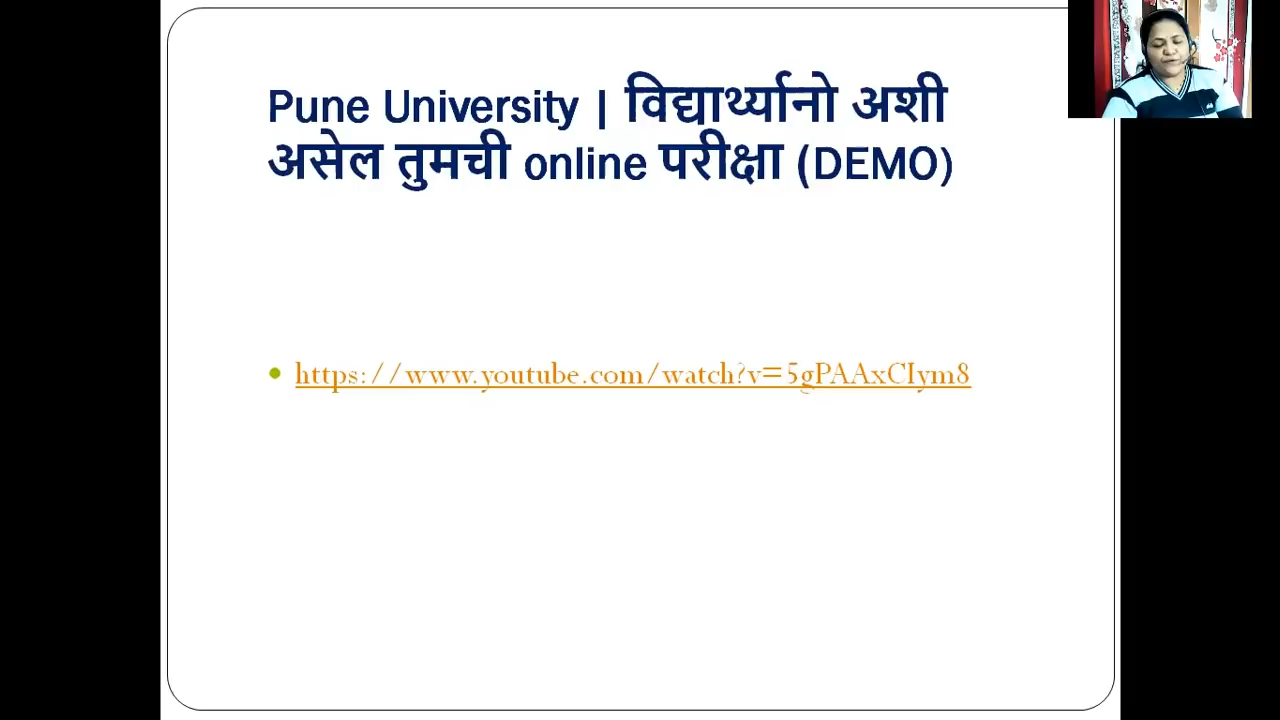 Pune University | विद्यार्थ्यानो अशी
असेल तुमची online परीक्षा (DEMO)
https://www.youtube.com/watch?v=5gPAAxCIym8